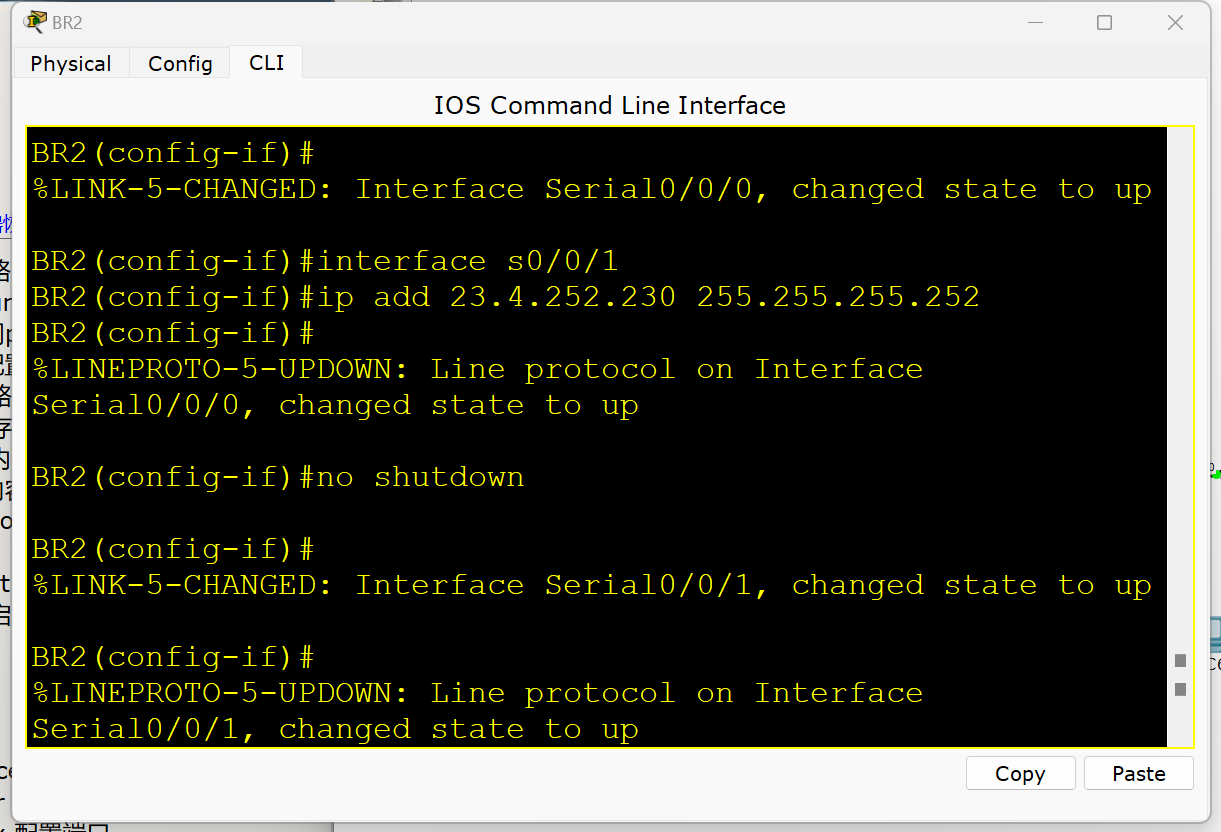 BR2
Physical
Config
CLI
IOS Command Line Interface
BR2(config-if)#
%LINK-5-CHANGED: Interface Serial0/0/0, changed state to up
BR2(config-if)#interface s0/0/1
BR2(config-if)#ip add 23.4.252.230 255.255.255.252
BR2(config-if)#
%LINEPROTO-5-UPDOWN: Line protocol on Interface
Serial0/0/0, changed state to up
BR2(config-if)#no shutdown
BR2(config-if)#
%LINK-5-CHANGED: Interface Serial0/0/1, changed state to up
BR2(config-if)#
%LINEPROTO-5-UPDOWN: Line protocol on Interface
Serial0/0/1, changed state to up
Copy
Paste